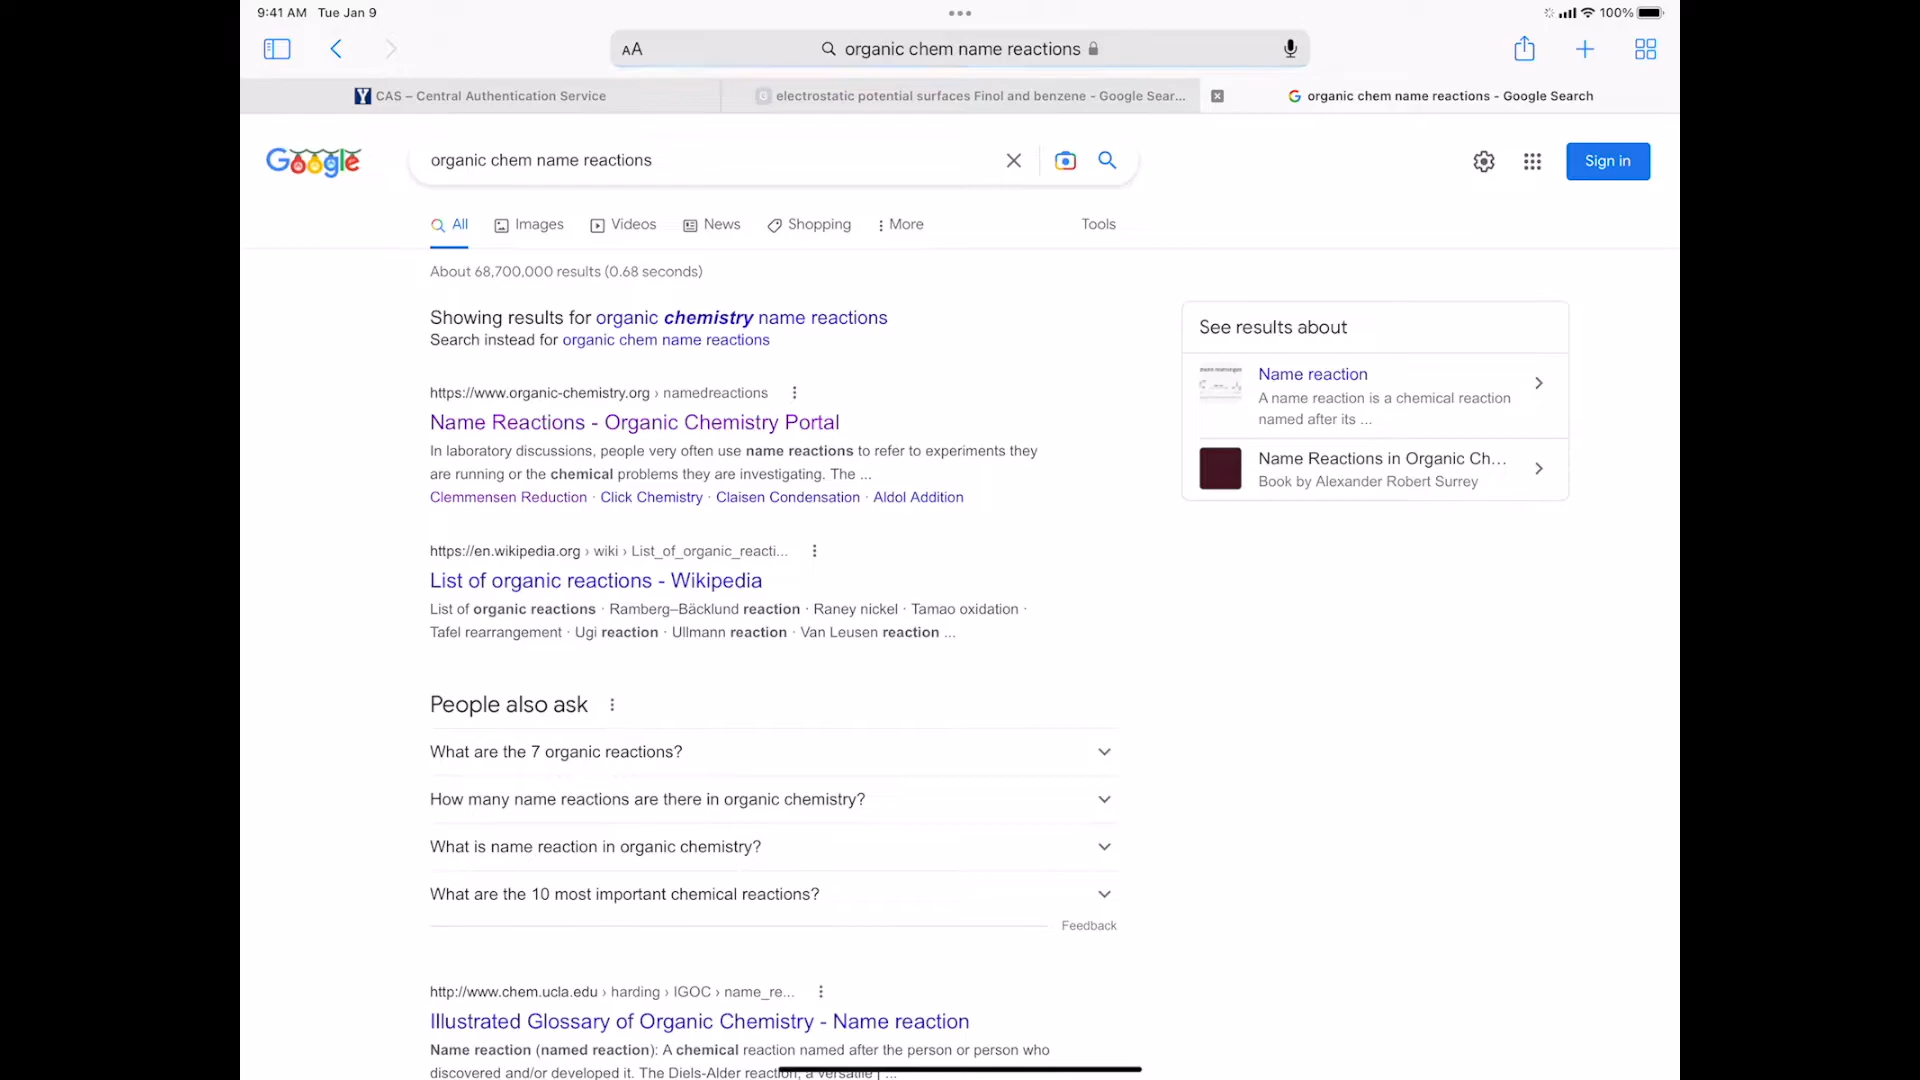 9:41 AM Tue Jan 9
100%
AA
organic chem name reactions
CAS – Central Authentication Service
electrostatic potential surfaces Finol and benzene - Google Sear...
organic chem name reactions - Google Search
Google
organic chem name reactions
Sign in
All
Images
Videos
News
Shopping
More
Tools
About 68,700,000 results (0.68 seconds)
Showing results for organic chemistry name reactions
Search instead for organic chem name reactions
https://www.organic-chemistry.org › namedreactions
Name Reactions - Organic Chemistry Portal
In laboratory discussions, people very often use name reactions to refer to experiments they
are running or the chemical problems they are investigating. The ...
Clemmensen Reduction · Click Chemistry · Claisen Condensation · Aldol Addition
https://en.wikipedia.org › wiki › List_of_organic_reacti...
List of organic reactions - Wikipedia
List of organic reactions · Ramberg–Bäcklund reaction · Raney nickel · Tamao oxidation ·
Tafel rearrangement · Ugi reaction · Ullmann reaction · Van Leusen reaction ...
People also ask
What are the 7 organic reactions?
How many name reactions are there in organic chemistry?
What is name reaction in organic chemistry?
What are the 10 most important chemical reactions?
Feedback
http://www.chem.ucla.edu › harding › IGOC › name_re...
Illustrated Glossary of Organic Chemistry - Name reaction
Name reaction (named reaction): A chemical reaction named after the person or person who
discovered and/or developed it. The Diels-Alder reaction, a versatile [ ...
See results about
Name reaction
A name reaction is a chemical reaction
named after its ...
Name Reactions in Organic Ch...
Book by Alexander Robert Surrey